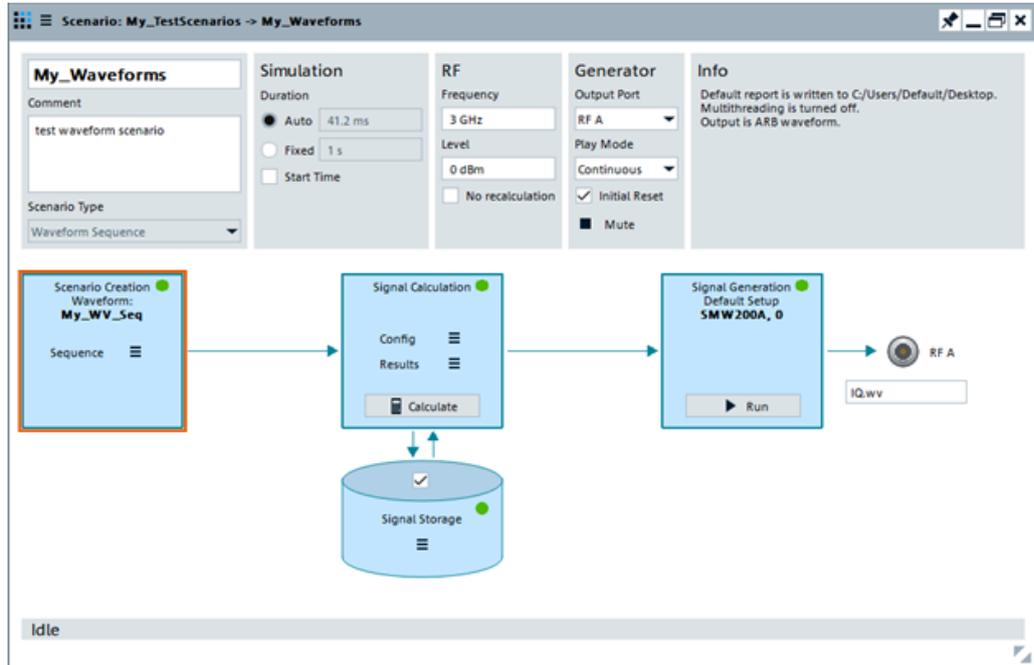 Scenario: My_TestScenarios -> My_Waveforms
My_Waveforms
Comment
test waveform scenario
Scenario Type
Waveform Sequence
Simulation
Duration
Auto 41.2 ms
Fixed 1 s
Start Time
RF
Frequency
3 GHz
Level
0 dBm
No recalculation
Generator
Output Port
RF A
Play Mode
Continuous
Initial Reset
Mute
Info
Default report is written to C:/Users/Default/Desktop.
Multithreading is turned off.
Output is ARB waveform.
Scenario Creation
Waveform:
My_WV_Seq
Sequence
Signal Calculation
Config
Results
Calculate
Signal Storage
Signal Generation
Default Setup
SMW200A, 0
Run
RF A
IQ.wv
Idle